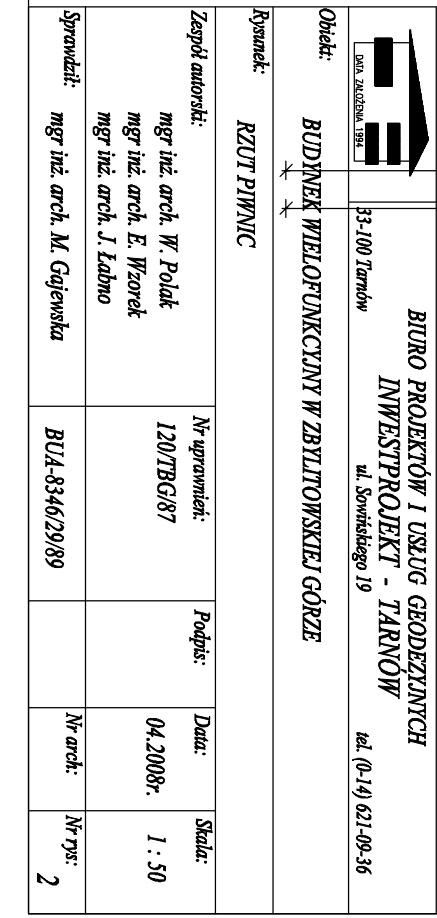 BIURO PROJEKTÓW I USŁUG GEODEZYJNYCH
INWESTPROJEKT - TARNÓW
DATA ZAŁOŻENIA 1994
33-100 Tarnów ul. Sowińskiego 19 tel. (0-14) 621-09-36
Obiekt: BUDYNEK WIELOFUNKCYJNY W ZBYLITOWSKIEJ GÓRZE
Rysunek: RZUT PIWNIC
Zespół autorski: Nr uprawnień: Podpis: Data: Skala:
mgr inż. arch. W. Polak 120/TBG/87 04.2008r. 1 : 50
mgr inż. arch. E. Wzorek
mgr inż. arch. J. Łabno
Sprawdził: mgr inż. arch. M. Gajewska BUA-8346/29/89 Nr arch: Nr rys:
2